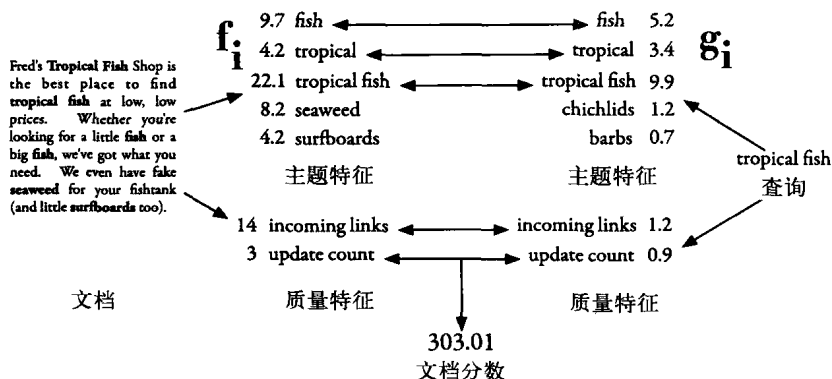 f i
9.7 fish
4.2 tropical
22.1 tropical fish
8.2 seaweed
4.2 surfboards
主题特征
fish 5.2
tropical 3.4
tropical fish 9.9
chichlids 1.2
barbs 0.7
主题特征
g i
Fred's Tropical Fish Shop is
the best place to find
tropical fish at low, low
prices. Whether you're
looking for a little fish or a
big fish, we've got what you
need. We even have fake
seaweed for your fishtank
(and little surfboards too).
文档
tropical fish
查询
14 incoming links
3 update count
质量特征
incoming links 1.2
update count 0.9
质量特征
303.01
文档分数